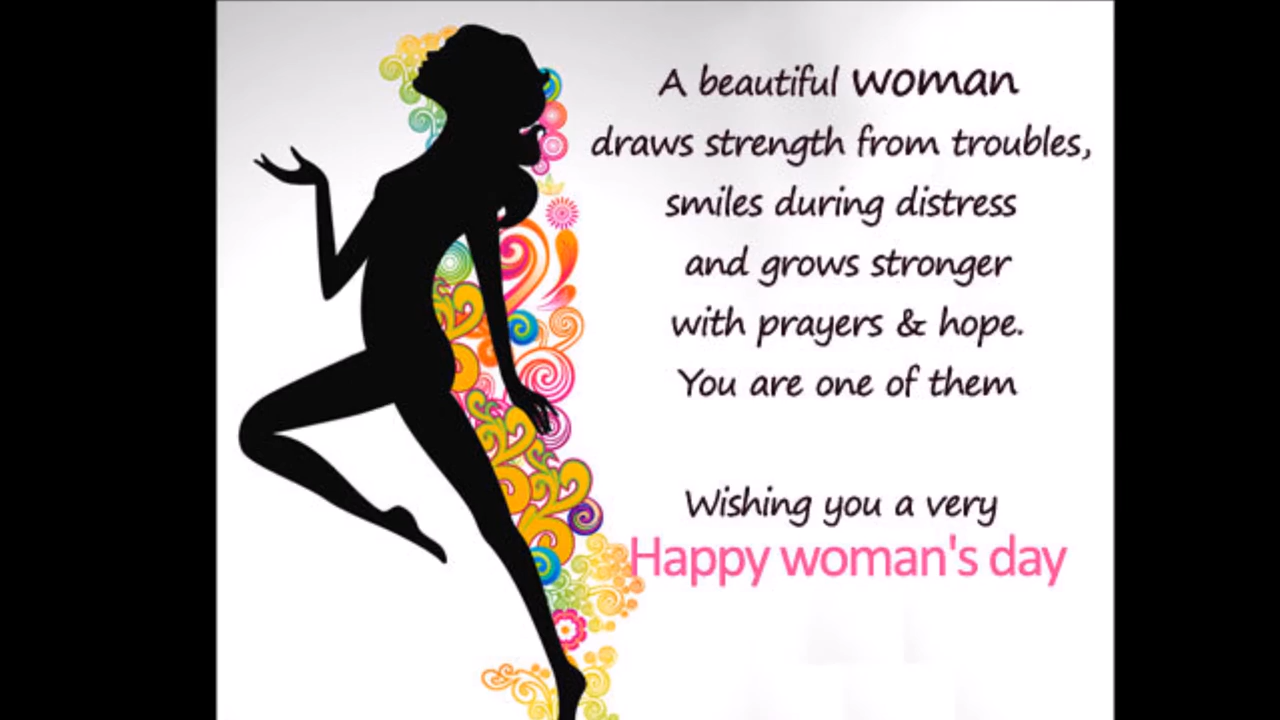 A beautiful woman
draws strength from troubles,
smiles during distress
and grows stronger
with prayers & hope.
You are one of them
Wishing you a very
Happy woman's day